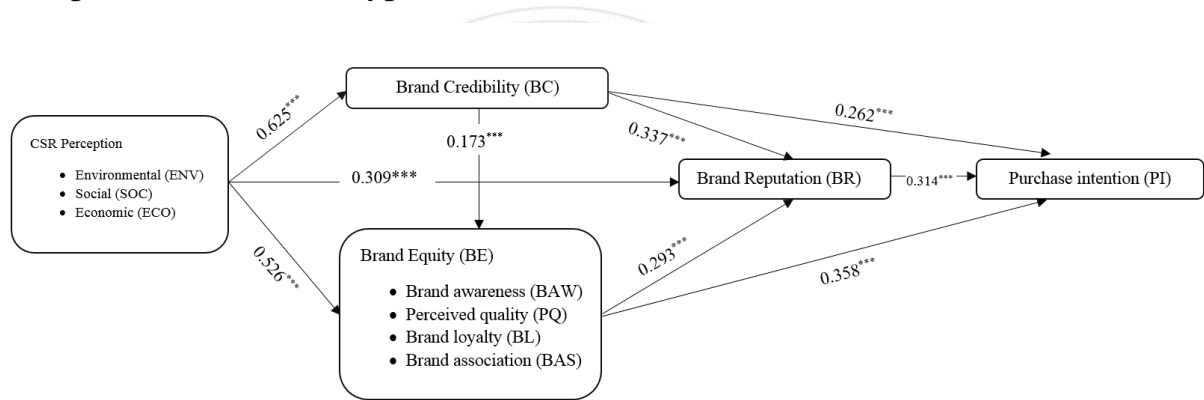 Brand Credibility (BC)
0.625***
0.262***
0.337***
0.173***
CSR Perception
• Environmental (ENV)
• Social (SOC)
• Economic (ECO)
0.309***
Brand Reputation (BR)
0.314***
Purchase intention (PI)
0.526***
Brand Equity (BE)
• Brand awareness (BAW)
• Perceived quality (PQ)
• Brand loyalty (BL)
• Brand association (BAS)
0.293***
0.358***